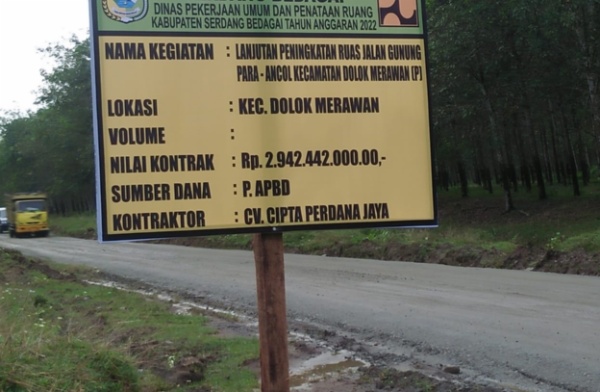 DINAS PEKERJAAN UMUM DAN PENATAAN RUANG
KABUPATEN SERDANG BEDAGAI TAHUN ANGGARAN 2022
NAMA KEGIATAN : LANJUTAN PENINGKATAN RUAS JALAN GUNUNG
PARA - ANCOL KECAMATAN DOLOK MERAWAN (P)
LOKASI : KEC. DOLOK MERAWAN
VOLUME :
NILAI KONTRAK : Rp. 2.942.442.000.00,-
SUMBER DANA : P. APBD
KONTRAKTOR : CV. CIPTA PERDANA JAYA